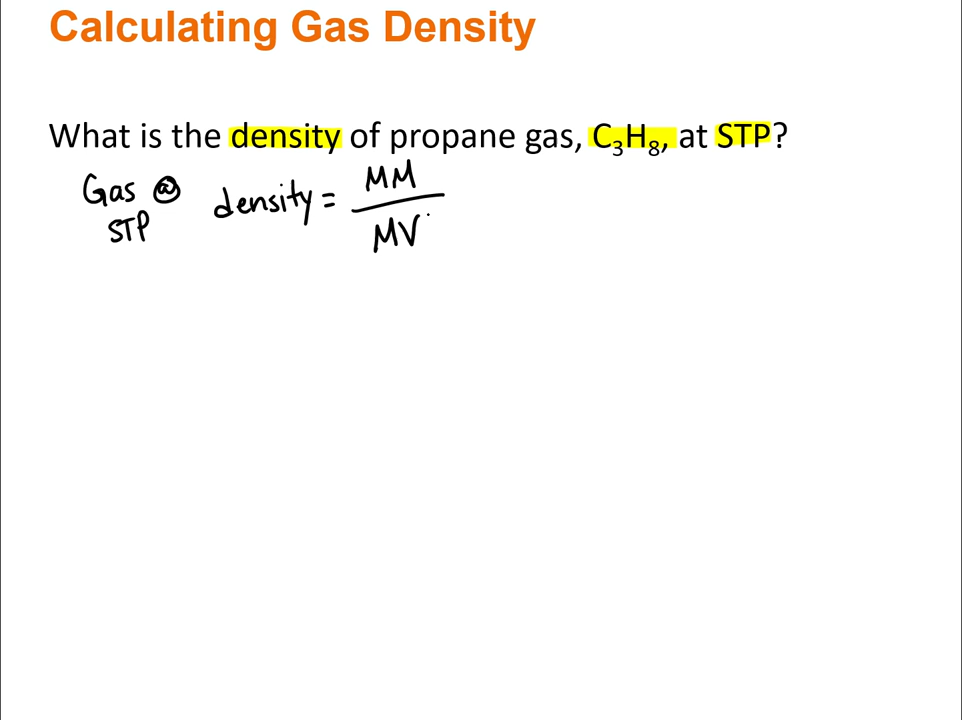 Calculating Gas Density
What is the density of propane gas, C₃H₈, at STP?
Gas @ density = MM
STP MV